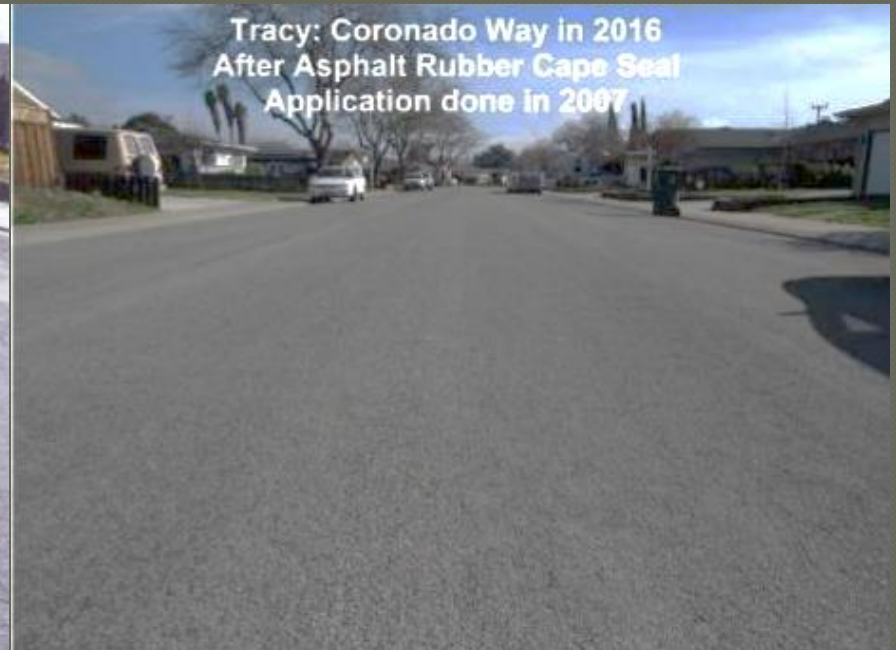 Tracy: Coronado Way in 2016
After Asphalt Rubber Cape Seal
Application done in 2007